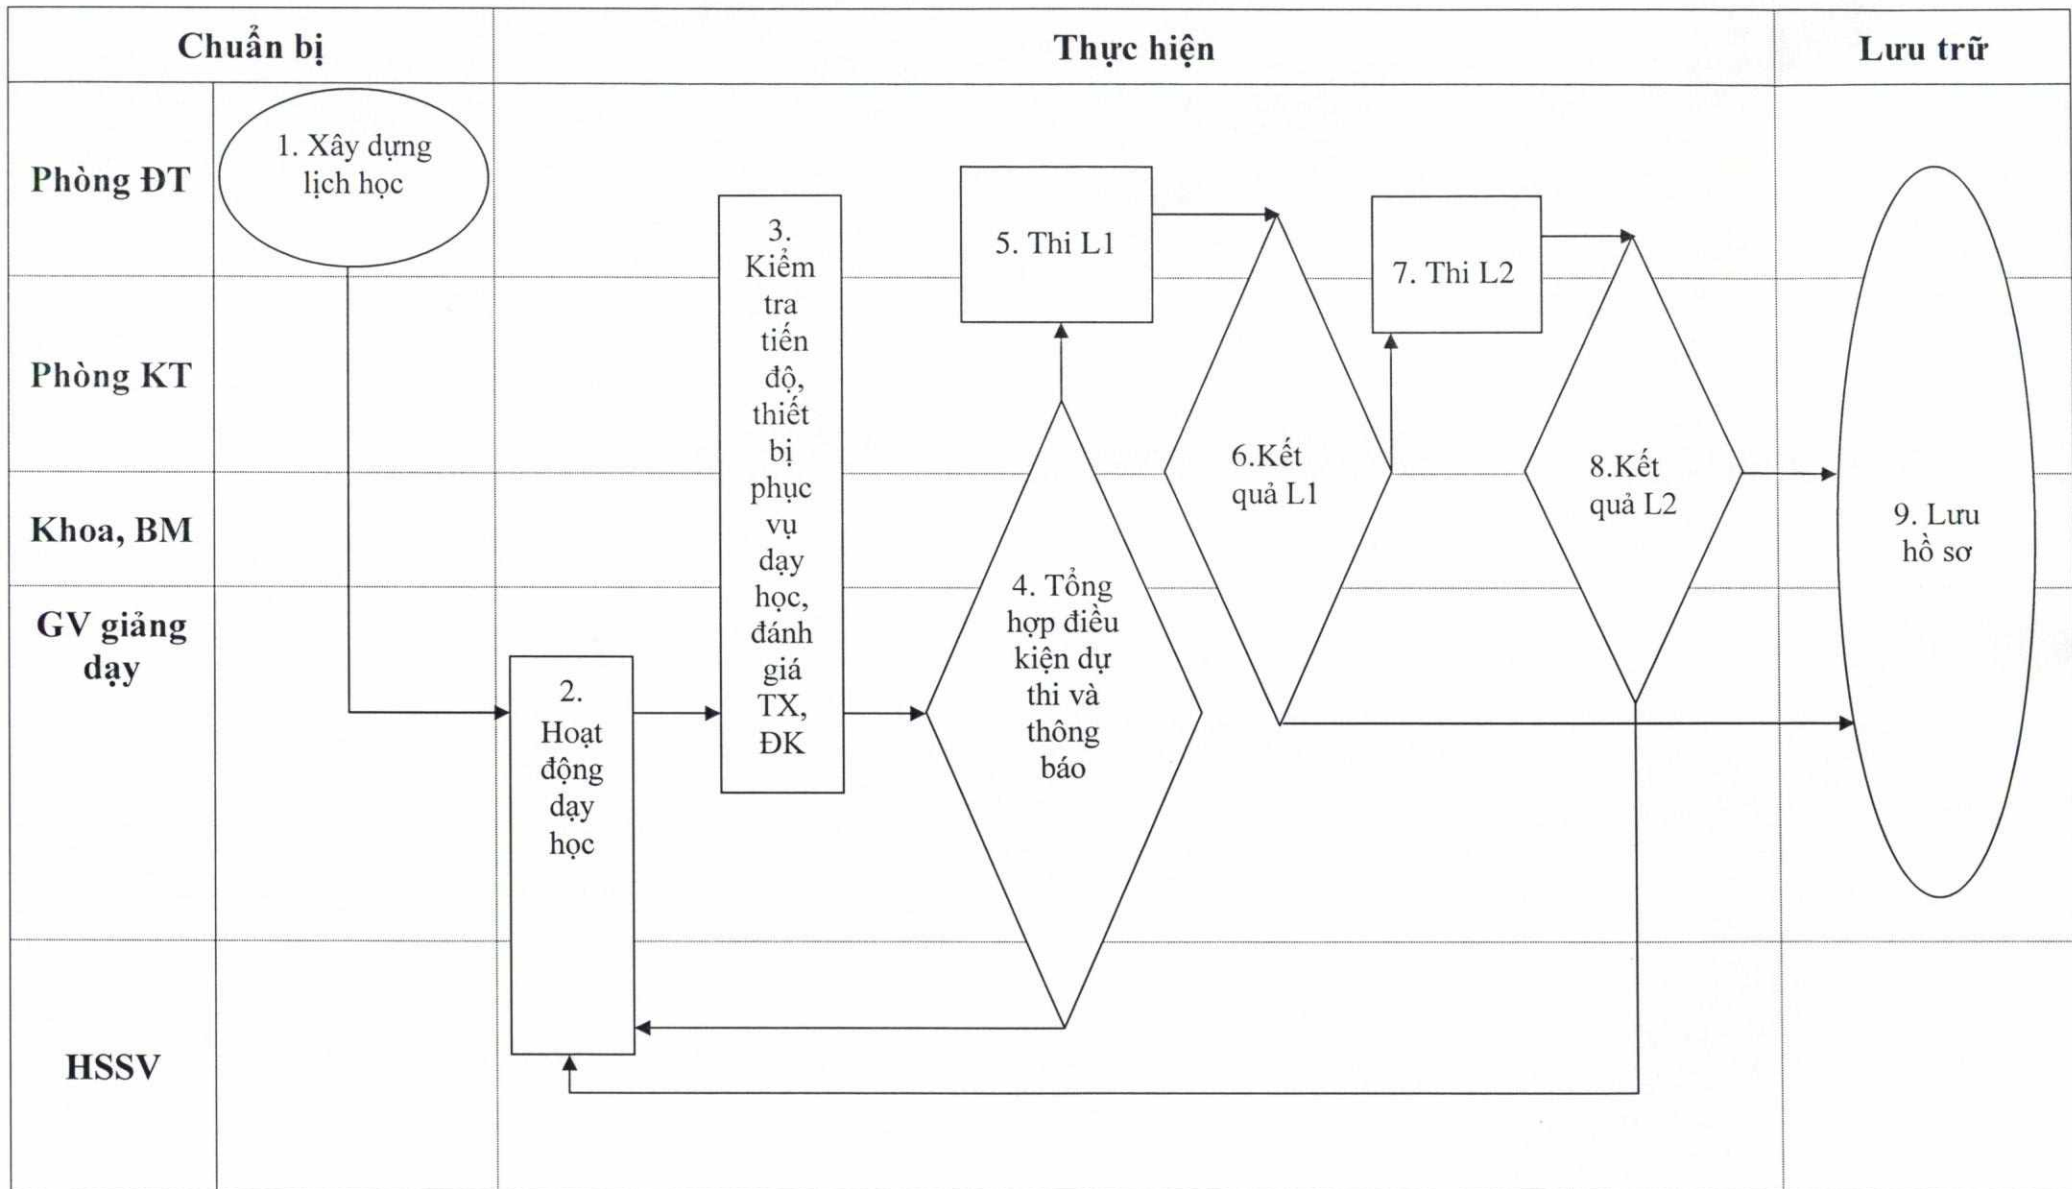 Chuẩn bị
Thực hiện
Lưu trữ
Phòng ĐT
1. Xây dựng
lịch học
3.
Kiểm
tra
tiến
độ,
thiết
bị
phục
vụ
dạy
học,
đánh
giá
TX,
ĐK
5. Thi L1
7. Thi L2
Phòng KT
6.Kết
quả L1
8.Kết
quả L2
Khoa, BM
9. Lưu
hồ sơ
GV giảng
dạy
2.
Hoạt
động
dạy
học
4. Tổng
hợp điều
kiện dự
thi và
thông
báo
HSSV